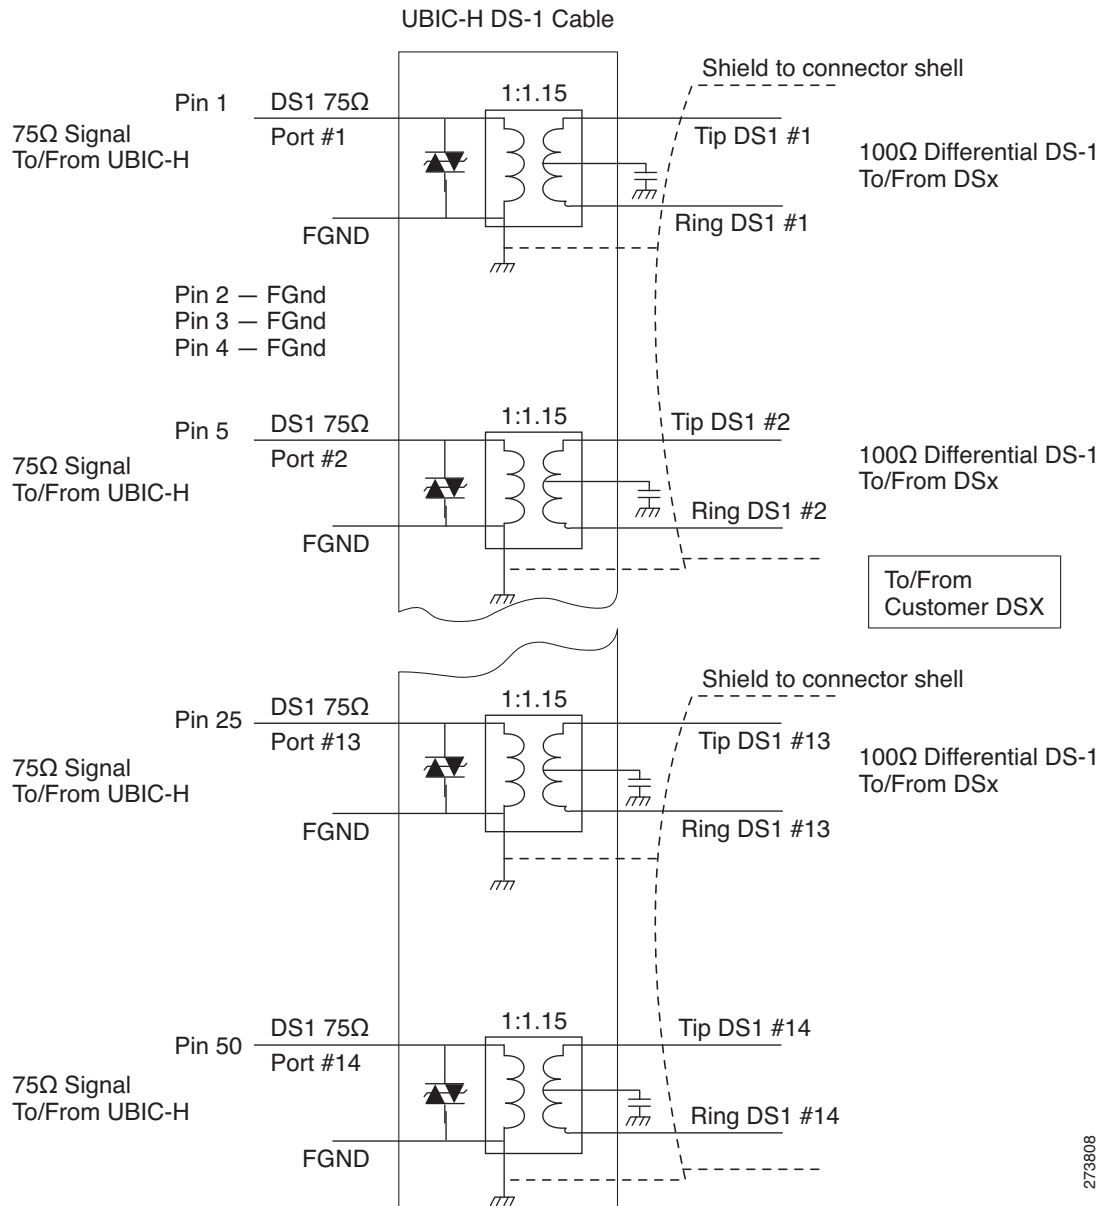 UBIC-H DS-1 Cable
Shield to connector shell
1:1.15
Pin 1
DS1 75Ω
Port #1
75Ω Signal
To/From UBIC-H
Tip DS1 #1
100Ω Differential DS-1
To/From DSx
Ring DS1 #1
FGND
Pin 2 — FGnd
Pin 3 — FGnd
Pin 4 — FGnd
1:1.15
Pin 5
DS1 75Ω
Port #2
75Ω Signal
To/From UBIC-H
Tip DS1 #2
100Ω Differential DS-1
To/From DSx
Ring DS1 #2
FGND
To/From
Customer DSX
Shield to connector shell
1:1.15
Pin 25
DS1 75Ω
Port #13
75Ω Signal
To/From UBIC-H
Tip DS1 #13
100Ω Differential DS-1
To/From DSx
Ring DS1 #13
FGND
1:1.15
Pin 50
DS1 75Ω
Port #14
75Ω Signal
To/From UBIC-H
Tip DS1 #14
Ring DS1 #14
FGND
273808